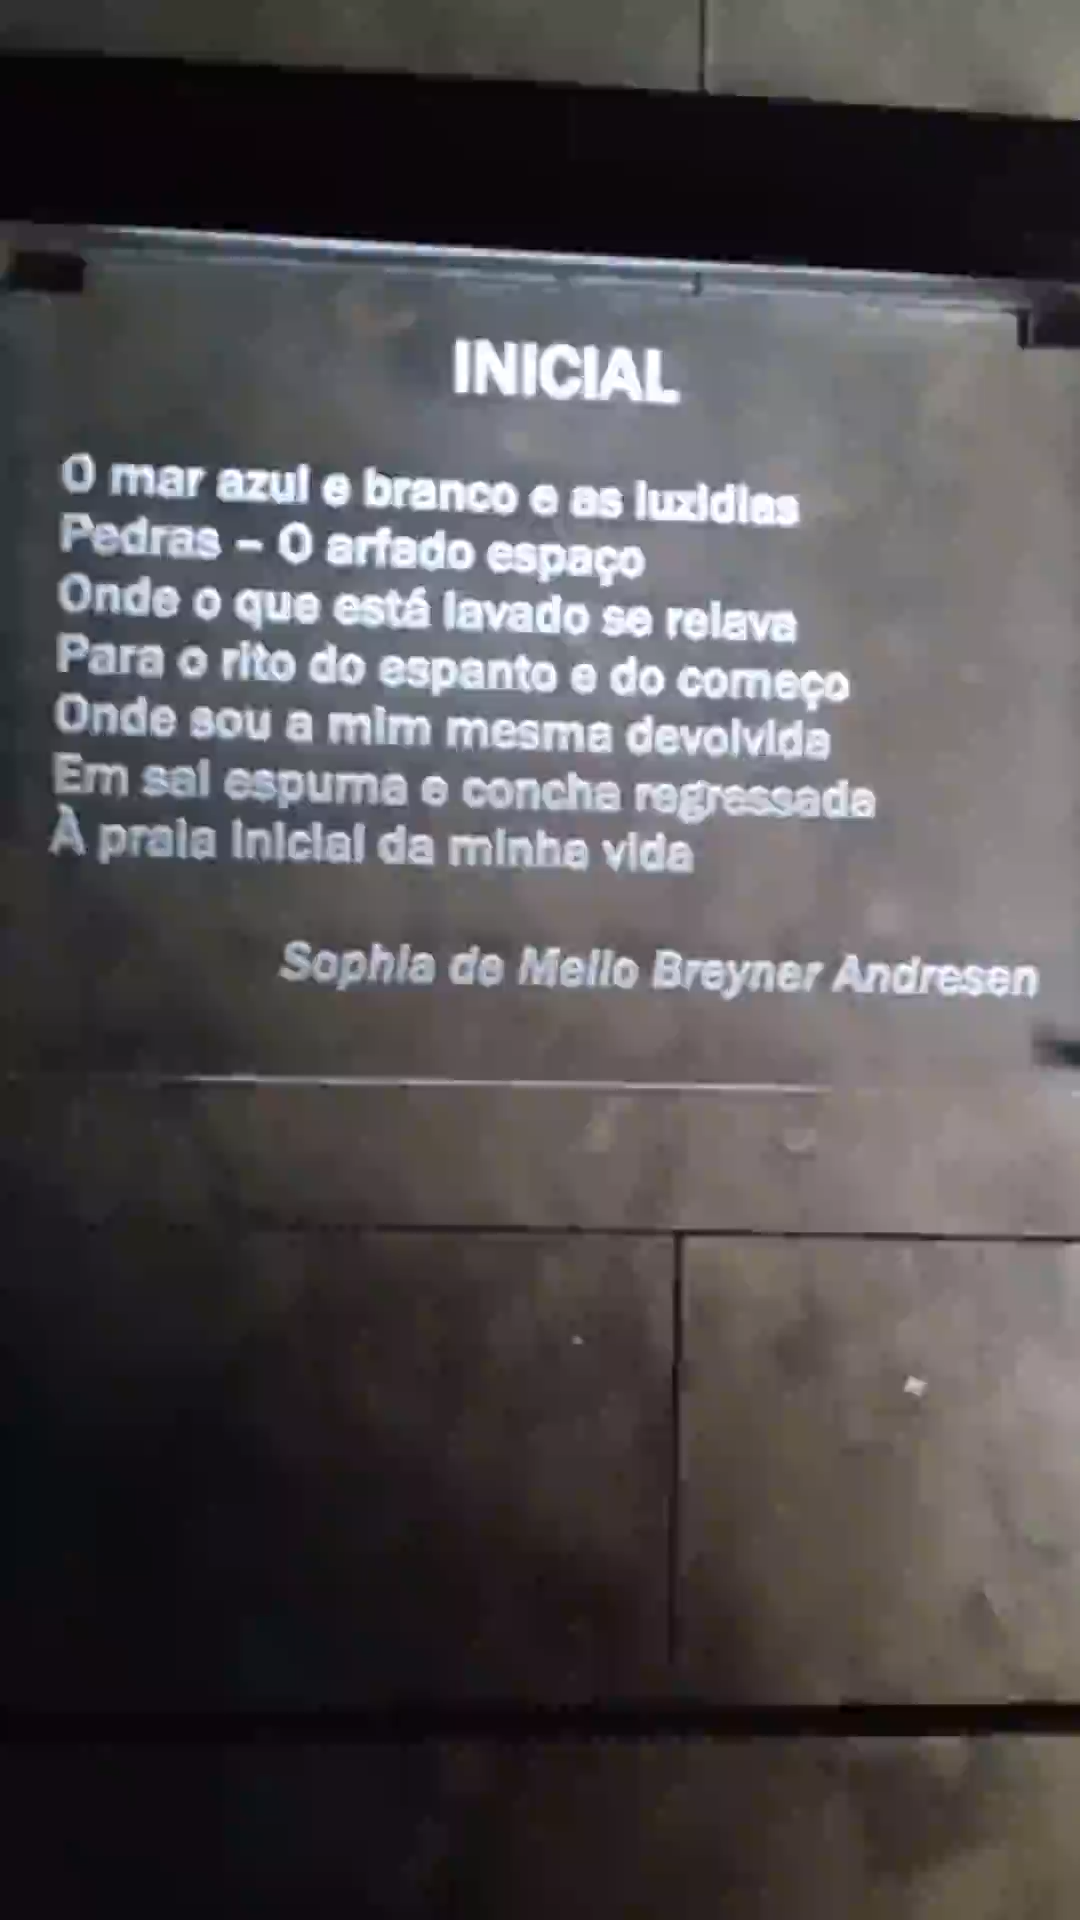 INICIAL
O mar azul e branco e as luzidias
Pedras – O arfado espaço
Onde o que está lavado se relava
Para o rito do espanto e do começo
Onde sou a mim mesma devolvida
Em sal espuma e concha regressada
À praia inicial da minha vida
Sophia de Mello Breyner Andresen